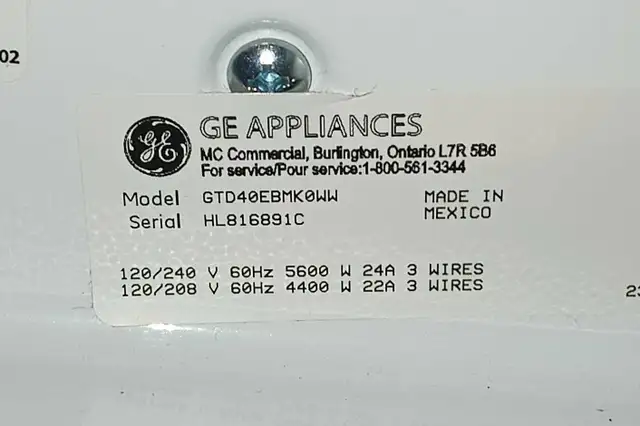 02
GE GE APPLIANCES
MC Commercial, Burlington, Ontario L7R 5B6
For service/Pour service:1-800-561-3344
Model GTD40EBMK0WW MADE IN
Serial HL816891C MEXICO
120/240 V 60Hz 5600 W 24A 3 WIRES
120/208 V 60Hz 4400 W 22A 3 WIRES
23